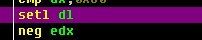 setl dl
neg edx